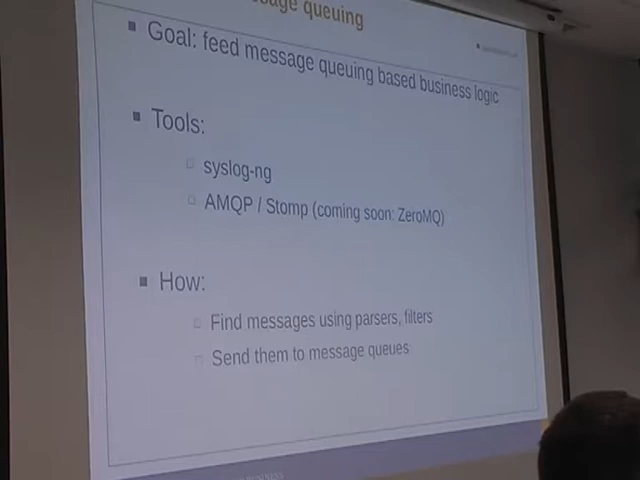 queuing
Goal: feed message queuing based business logic
Tools:
syslog-ng
AMQP / Stomp (coming soon: ZeroMQ)
How:
Find messages using parsers, filters
Send them to message queues